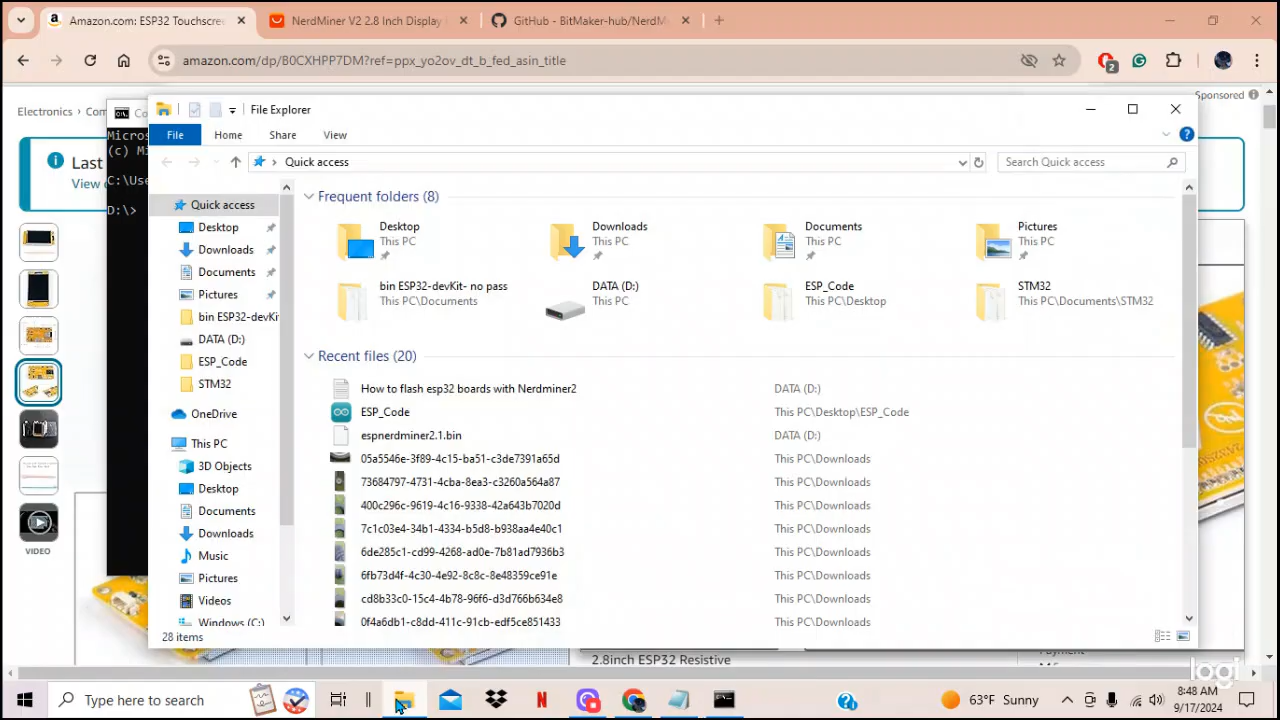 Amazon.com: ESP32 Touchscreen
NerdMiner V2 2.8 Inch Display
GitHub - BitMaker-hub/NerdM
amazon.com/dp/B0CXHPP7DM?ref=ppx_yo2ov_dt_b_fed_asin_title
2
Electronics
Com
Sponsored
Last
View
VIDEO
Micros
(c) Mi
C:\Use
D:\>
File Explorer
File
Home
Share
View
Quick access
Search Quick access
Quick access
Desktop
Downloads
Documents
Pictures
bin ESP32-devKit
DATA (D:)
ESP_Code
STM32
OneDrive
This PC
3D Objects
Desktop
Documents
Downloads
Music
Pictures
Videos
Windows (C:)
Frequent folders (8)
Desktop
This PC
Downloads
This PC
Documents
This PC
Pictures
This PC
bin ESP32-devKit- no pass
This PC\Documents
DATA (D:)
This PC
ESP_Code
This PC\Desktop
STM32
This PC\Documents\STM32
Recent files (20)
How to flash esp32 boards with Nerdminer2 DATA (D:)
ESP_Code This PC\Desktop\ESP_Code
espnerdminer2.1.bin DATA (D:)
05a5546e-3f89-4c15-ba51-c3de7391a65d This PC\Downloads
73684797-4731-4cba-8ea3-c3260a564a87 This PC\Downloads
400c296c-9619-4c16-9338-42a643b7020d This PC\Downloads
7c1c03e4-34b1-4334-b5d8-b938aa4e40c1 This PC\Downloads
6de285c1-cd99-4268-ad0e-7b81ad7936b3 This PC\Downloads
6fb73d4f-4c30-4e92-8c8c-8e48359ce91e This PC\Downloads
cd8b33c0-15c4-4b78-96f6-d3d766b634e8 This PC\Downloads
0f4a6db1-c8dd-411c-91cb-edf5ce851433 This PC\Downloads
28 items
2.8inch ESP32 Resistive
logi
Type here to search
63°F Sunny
8:48 AM
9/17/2024